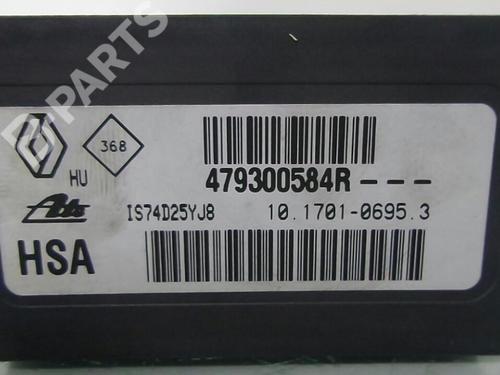 B-PARTS
368
HU
479300584R---
Ate IS74D25YJ8 10.1701-0695.3
HSA